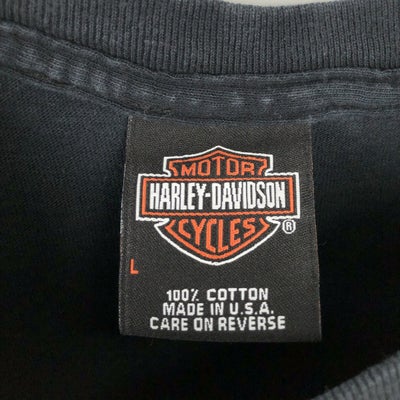 MOTOR
HARLEY-DAVIDSON
CYCLES®
L
100% COTTON
MADE IN U.S.A.
CARE ON REVERSE